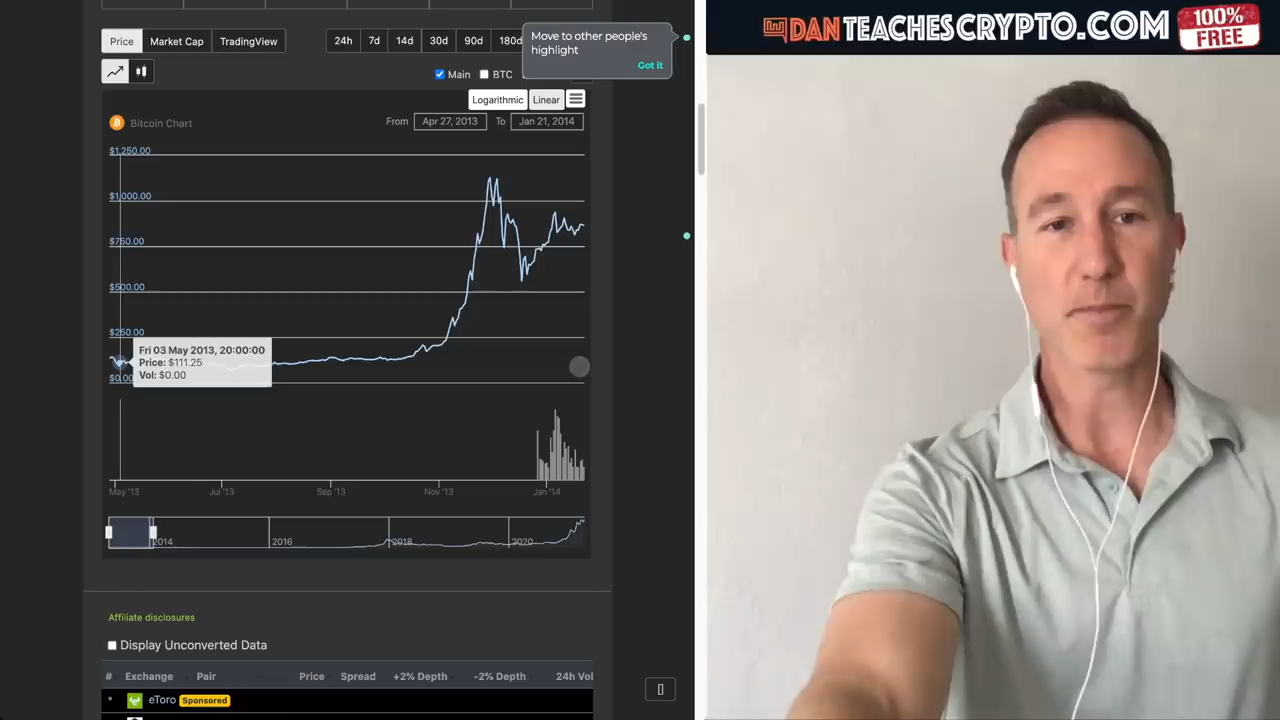 Price Market Cap TradingView 24h 7d 14d 30d 90d 180d
Move to other people's
highlight
Got it
Main BTC
Logarithmic Linear
Bitcoin Chart From Apr 27, 2013 To Jan 21, 2014
$1,250.00
$1,000.00
$750.00
$500.00
$250.00
$0.00
Fri 03 May 2013, 20:00:00
Price: $111.25
Vol: $0.00
May '13 Jul '13 Sep '13 Nov '13 Jan '14
2014 2016 2018 2020
Affiliate disclosures
Display Unconverted Data
# Exchange Pair Price Spread +2% Depth -2% Depth 24h Vol
* eToro Sponsored
DANTEACHESCRYPTO.COM
100%
FREE